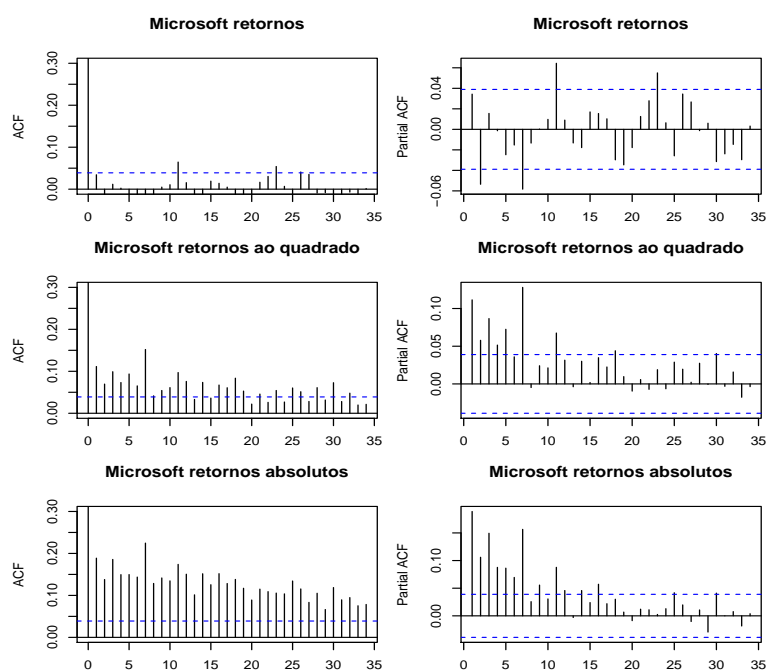 Microsoft retornos
Microsoft retornos
ACF
0.00 0.10 0.20 0.30
0 5 10 15 20 25 30 35
Partial ACF
−0.06 0.00 0.04
0 5 10 15 20 25 30 35
Microsoft retornos ao quadrado
Microsoft retornos ao quadrado
ACF
0.00 0.10 0.20 0.30
0 5 10 15 20 25 30 35
Partial ACF
0.00 0.05 0.10
0 5 10 15 20 25 30 35
Microsoft retornos absolutos
Microsoft retornos absolutos
ACF
0.00 0.10 0.20 0.30
0 5 10 15 20 25 30 35
Partial ACF
0.00 0.10
0 5 10 15 20 25 30 35